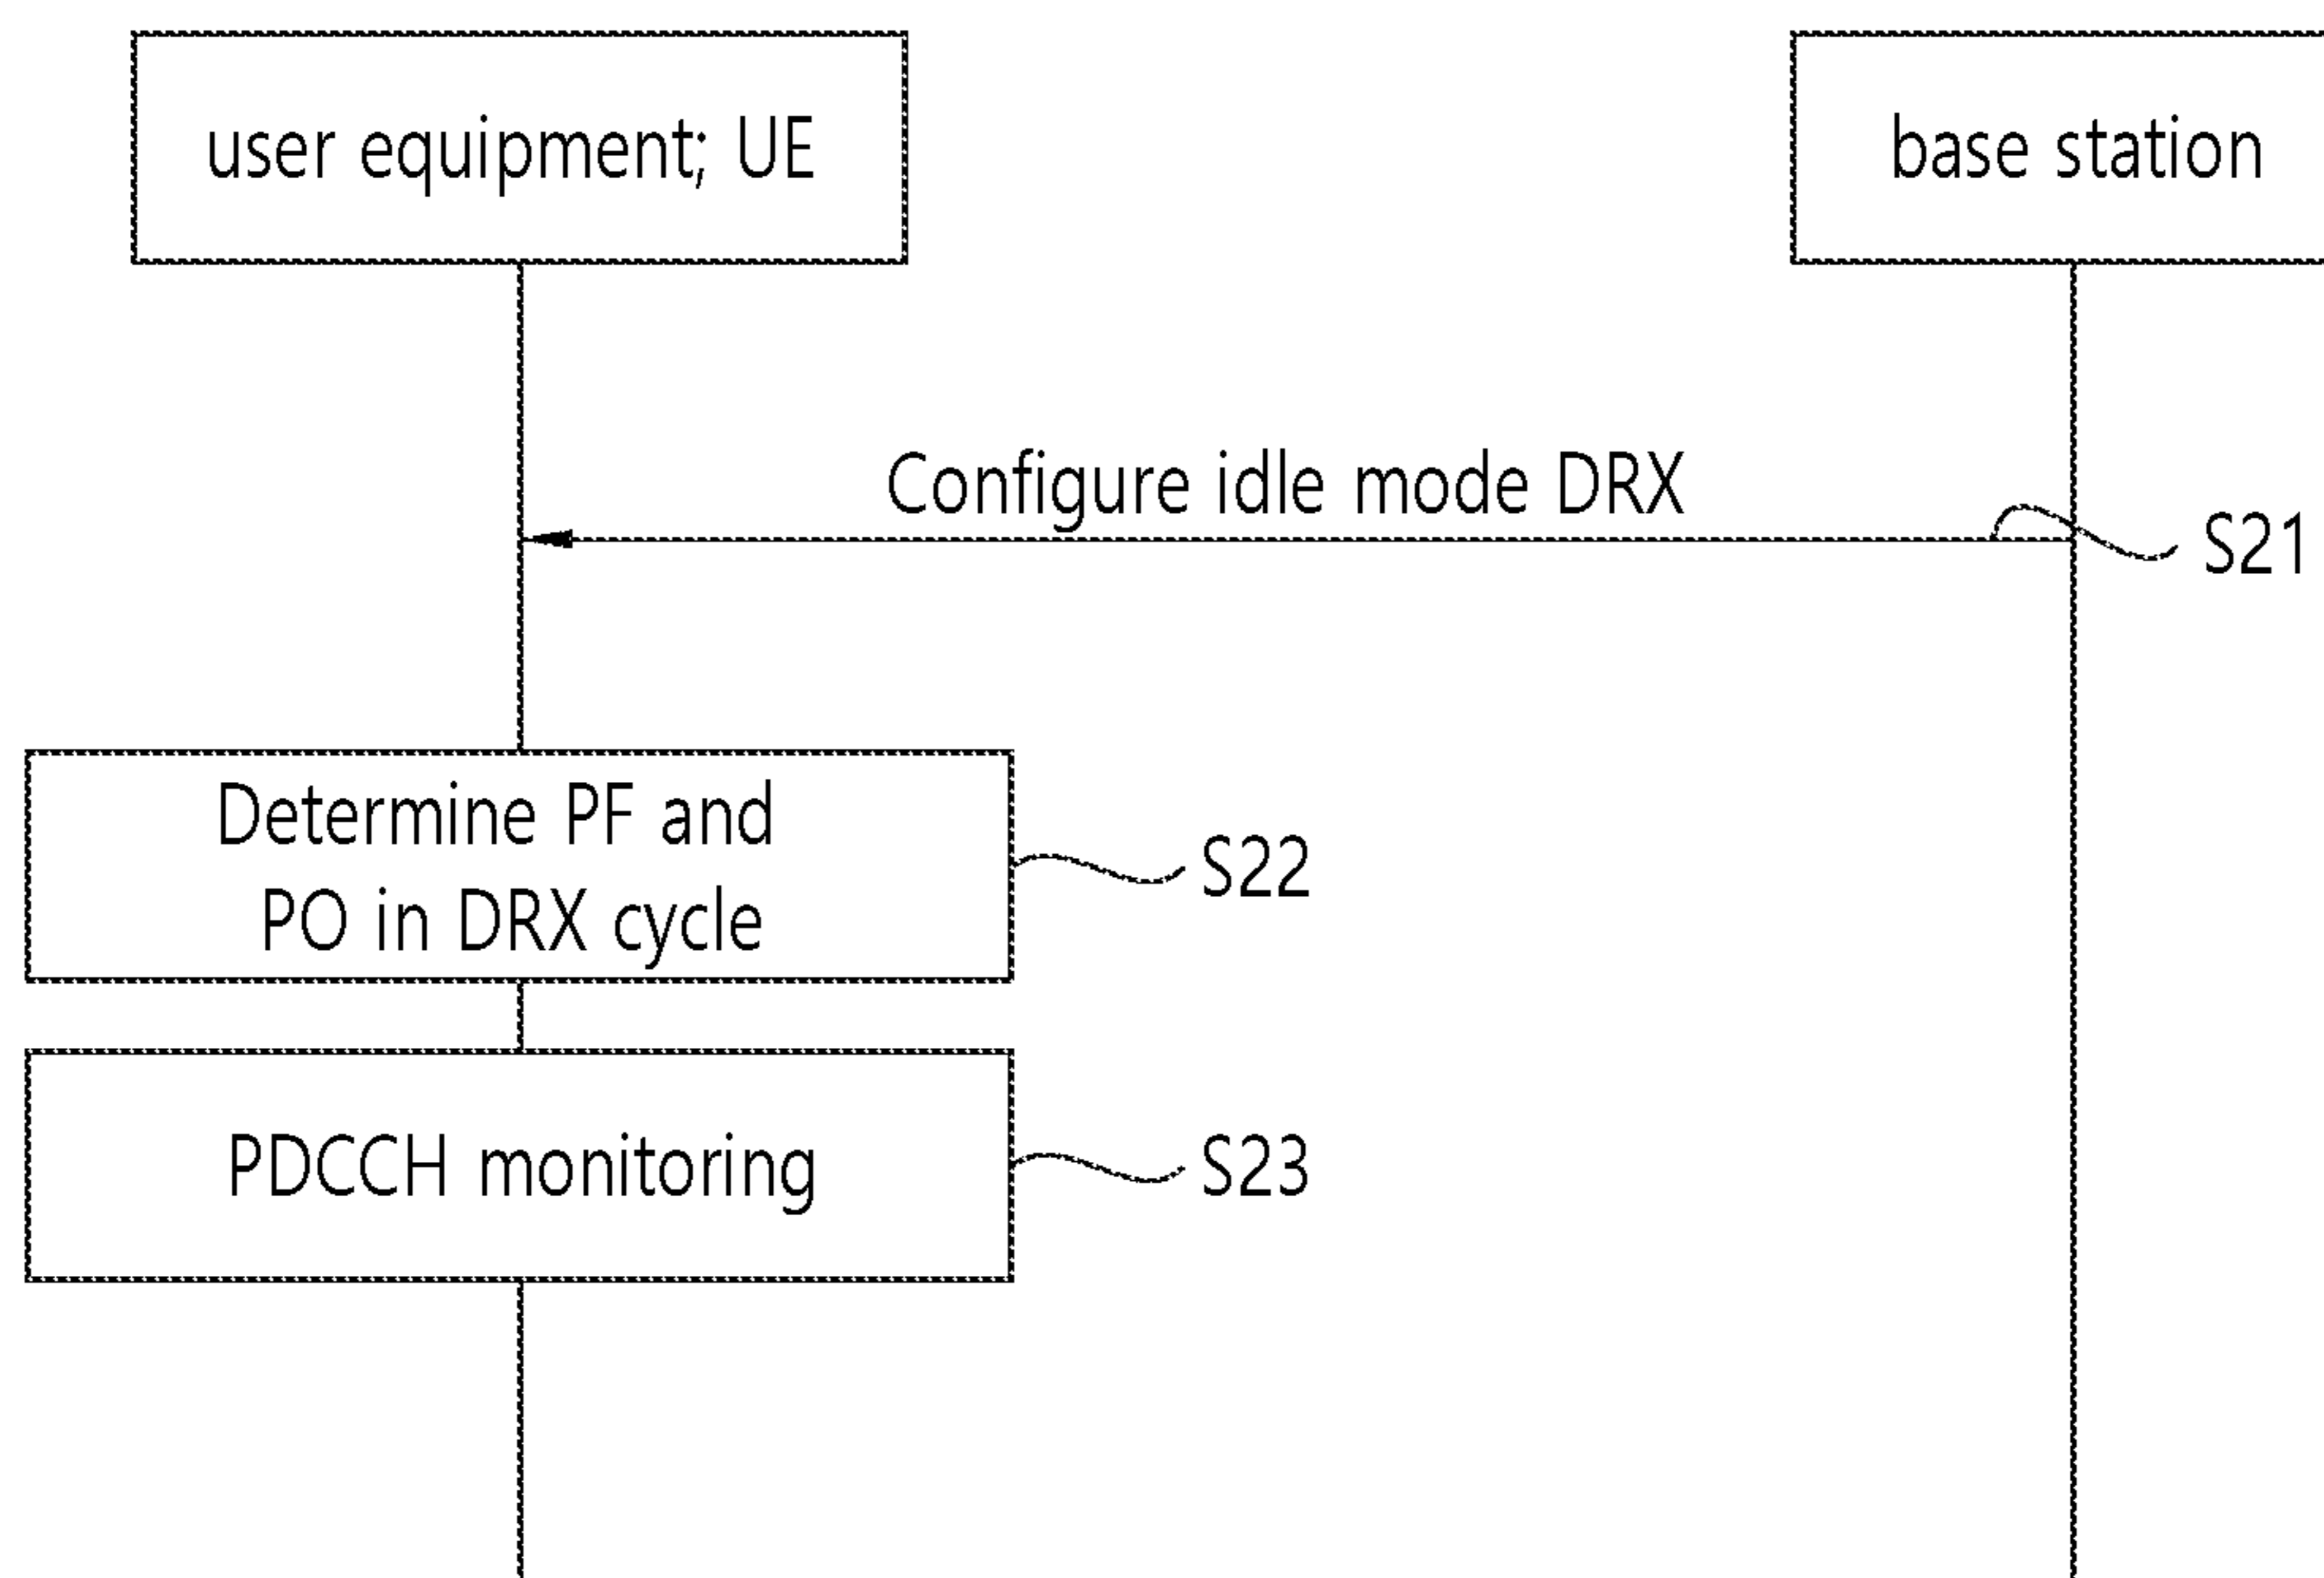 user equipment; UE
base station
Configure idle mode DRX
S21
Determine PF and
PO in DRX cycle
S22
PDCCH monitoring
S23